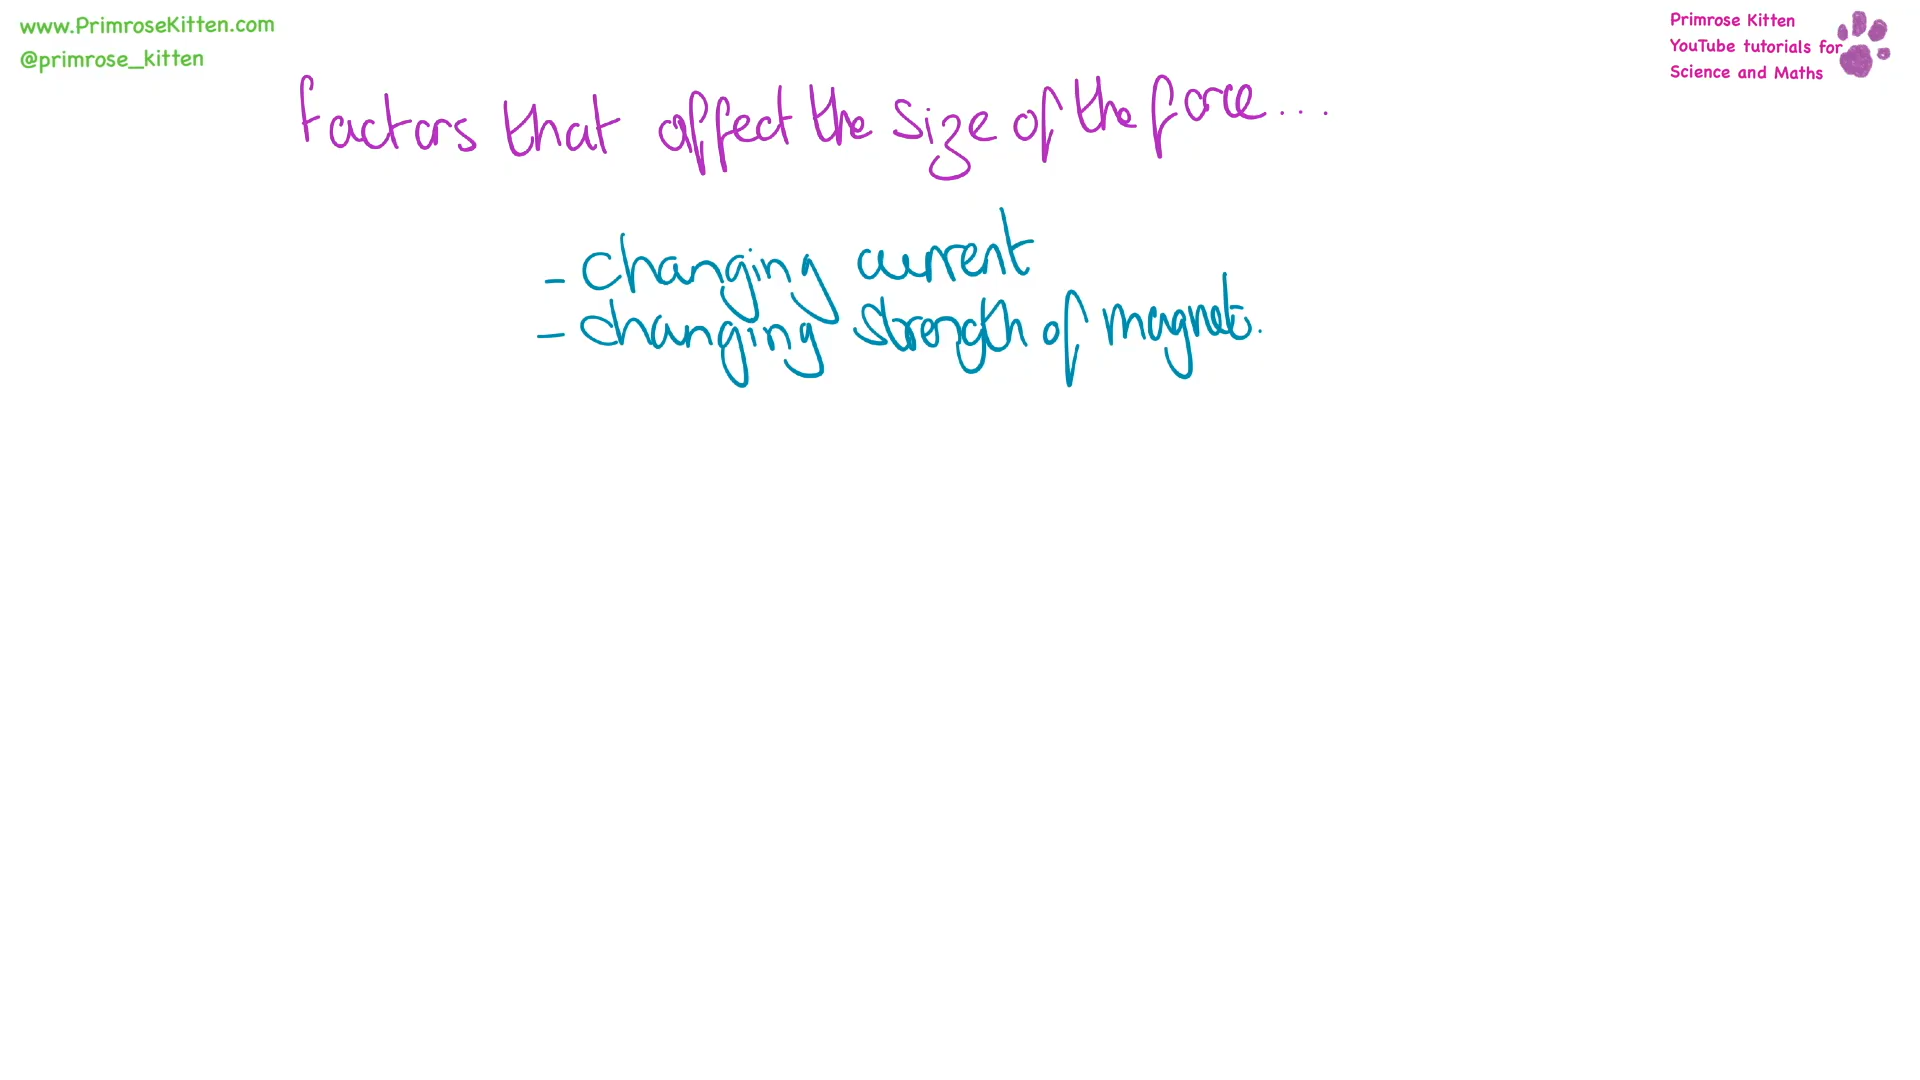 www.PrimroseKitten.com
@primrose_kitten
Primrose Kitten
YouTube tutorials for
Science and Maths
factors that affect the size of the force...
- changing current
- changing strength of magnets.